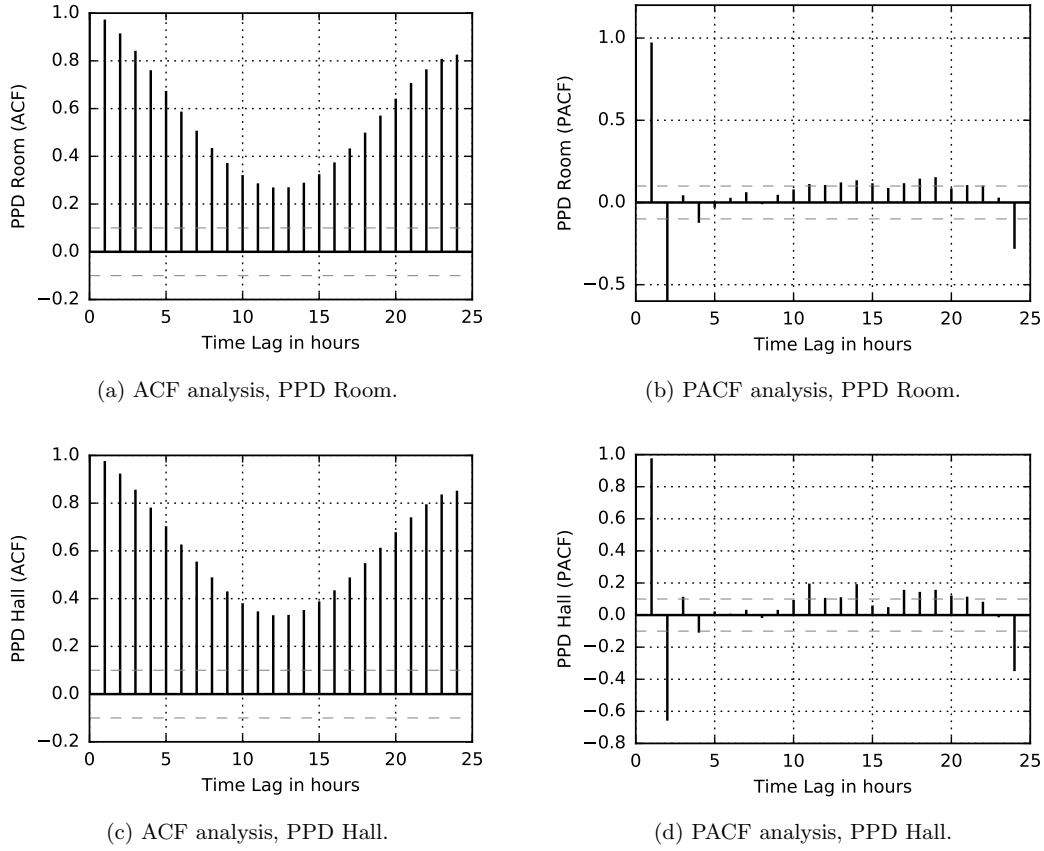 1.0
0.8
0.6
0.4
0.2
0.0
−0.2
PPD Room (ACF)
0 5 10 15 20 25
Time Lag in hours
(a) ACF analysis, PPD Room.
1.0
0.5
0.0
−0.5
PPD Room (PACF)
0 5 10 15 20 25
Time Lag in hours
(b) PACF analysis, PPD Room.
1.0
0.8
0.6
0.4
0.2
0.0
−0.2
PPD Hall (ACF)
0 5 10 15 20 25
Time Lag in hours
(c) ACF analysis, PPD Hall.
1.0
0.8
0.6
0.4
0.2
0.0
−0.2
−0.4
−0.6
−0.8
PPD Hall (PACF)
0 5 10 15 20 25
Time Lag in hours
(d) PACF analysis, PPD Hall.